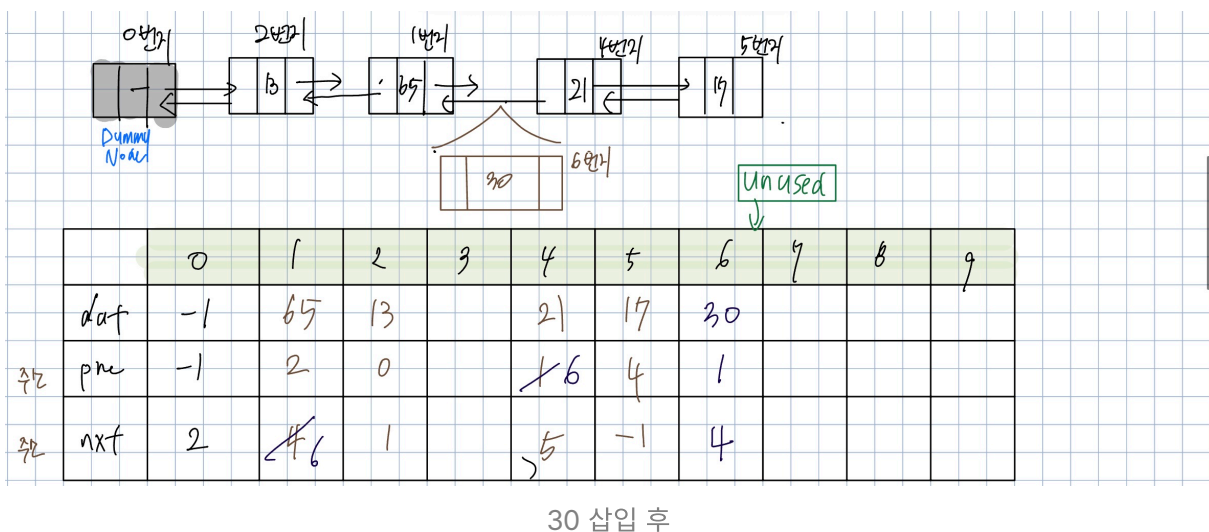 0번지 2번지 1번지 4번지 5번지
- 13 65 21 17
Dummy
Node
30 6번지
unused
0 1 2 3 4 5 6 7 8 9
dat -1 65 13 21 17 30
주소 pre -1 2 0 1 6 4 1
주소 nxt 2 4 6 1 5 -1 4
30 삽입 후